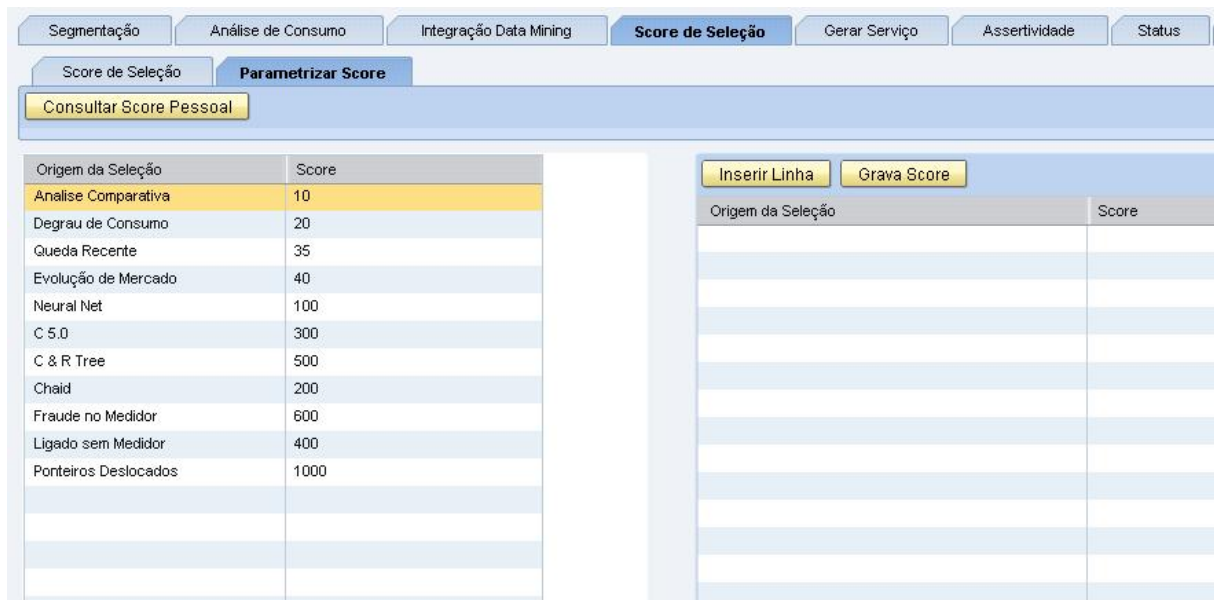 Segmentação Análise de Consumo Integração Data Mining Score de Seleção Gerar Serviço Assertividade Status
Score de Seleção Parametrizar Score
Consultar Score Pessoal
Origem da Seleção Score
Analise Comparativa 10
Degrau de Consumo 20
Queda Recente 35
Evolução de Mercado 40
Neural Net 100
C 5.0 300
C & R Tree 500
Chaid 200
Fraude no Medidor 600
Ligado sem Medidor 400
Ponteiros Deslocados 1000
Inserir Linha Grava Score
Origem da Seleção Score